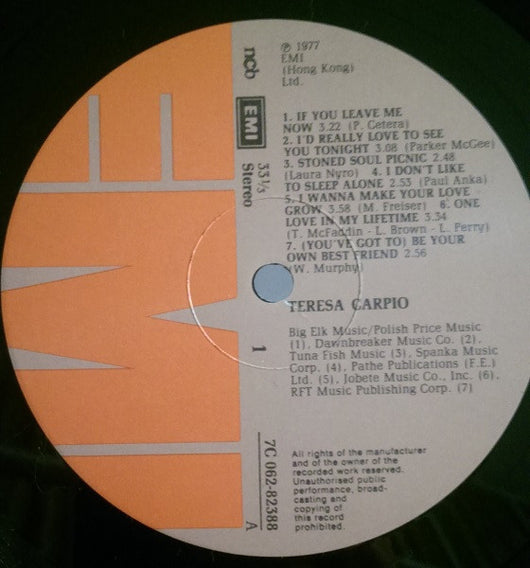 ℗ 1977
EMI
(Hong Kong)
Ltd.
ncb
EMI
33⅓
Stereo
1. IF YOU LEAVE ME
NOW 3.22 (P. Cetera)
2. I'D REALLY LOVE TO SEE
YOU TONIGHT 3.08 (Parker McGee)
3. STONED SOUL PICNIC 2.48
(Laura Nyro) 4. I DON'T LIKE
TO SLEEP ALONE 2.53 (Paul Anka)
5. I WANNA MAKE YOUR LOVE
GROW 3.58 (M. Freiser) 6. ONE
LOVE IN MY LIFETIME 3.34
(T. McFaddin - L. Brown - L. Perry)
7. (YOU'VE GOT TO) BE YOUR
OWN BEST FRIEND 2.56
(W. Murphy)
TERESA CARPIO
1
Big Elk Music/Polish Price Music
(1), Dawnbreaker Music Co. (2),
Tuna Fish Music (3), Spanka Music
Corp. (4), Pathe Publications (F.E.)
Ltd. (5), Jobete Music Co., Inc. (6),
RFT Music Publishing Corp. (7)
7C 062-82388
A
All rights of the manufacturer
and of the owner of the
recorded work reserved.
Unauthorised public
performance, broad-
casting and
copying of
this record
prohibited.
EMI